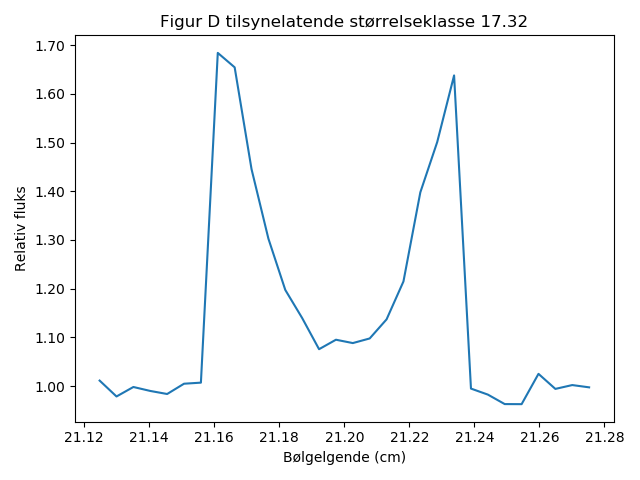 Figur D tilsynelatende størrelseklasse 17.32
1.70
1.60
1.50
1.40
1.30
1.20
1.10
1.00
Relativ fluks
21.12 21.14 21.16 21.18 21.20 21.22 21.24 21.26 21.28
Bølgelgende (cm)